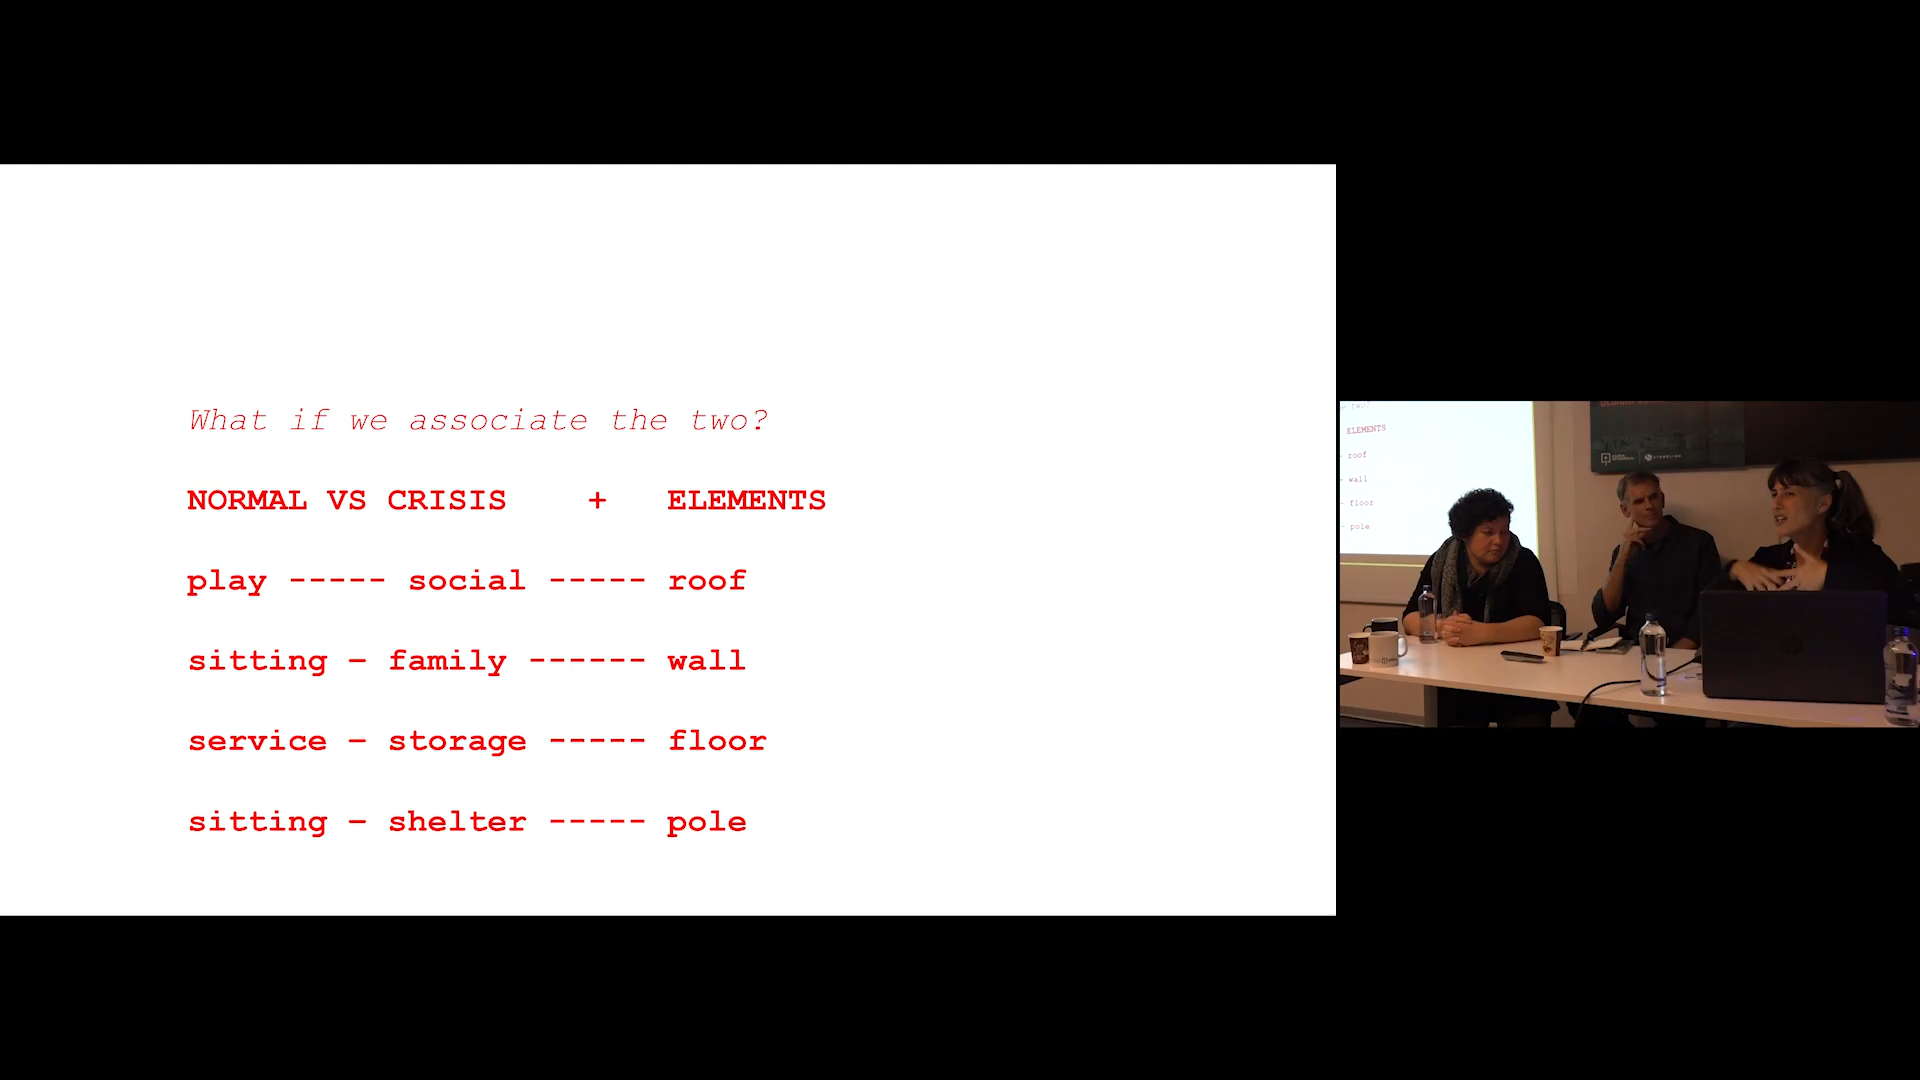 What if we associate the two?
NORMAL VS CRISIS + ELEMENTS
play ----- social ----- roof
sitting – family ------ wall
service – storage ----- floor
sitting – shelter ----- pole
ELEMENTS
roof
wall
floor
pole